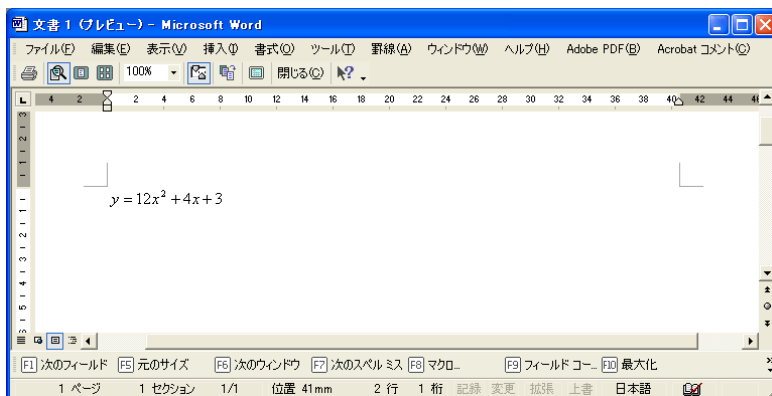 文書 1 (プレビュー) - Microsoft Word
ファイル(F) 編集(E) 表示(V) 挿入(I) 書式(O) ツール(T) 罫線(A) ウィンドウ(W) ヘルプ(H) Adobe PDF(B) Acrobat コメント(C)
100% 閉じる(C)
L 4 2 2 4 6 8 10 12 14 16 18 20 22 24 26 28 30 32 34 36 38 40 42 44
y = 12x² + 4x + 3
F1 次のフィールド F5 元のサイズ F6 次のウィンドウ F7 次のスペル ミス F8 マクロ... F9 フィールド コー... F10 最大化
1 ページ 1 セクション 1/1 位置 41mm 2 行 1 桁 記録 変更 拡張 上書 日本語